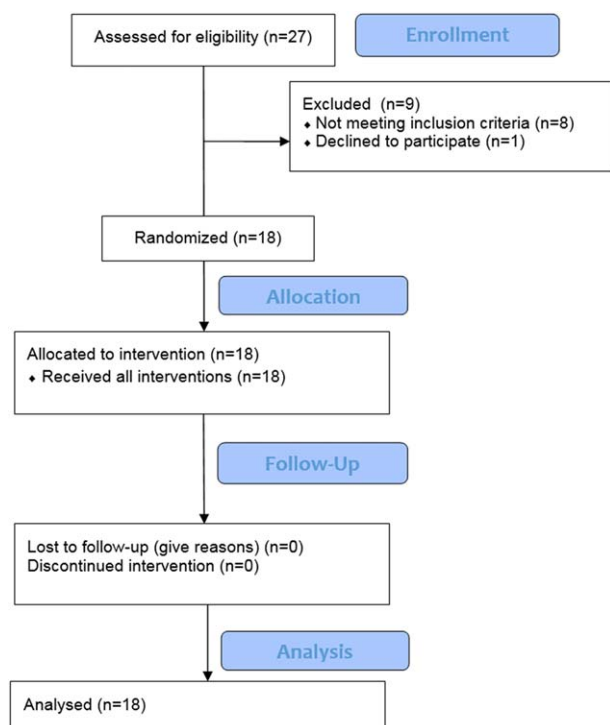 Assessed for eligibility (n=27)
Enrollment
Excluded (n=9)
⬧ Not meeting inclusion criteria (n=8)
⬧ Declined to participate (n=1)
Randomized (n=18)
Allocation
Allocated to intervention (n=18)
⬧ Received all interventions (n=18)
Follow-Up
Lost to follow-up (give reasons) (n=0)
Discontinued intervention (n=0)
Analysis
Analysed (n=18)